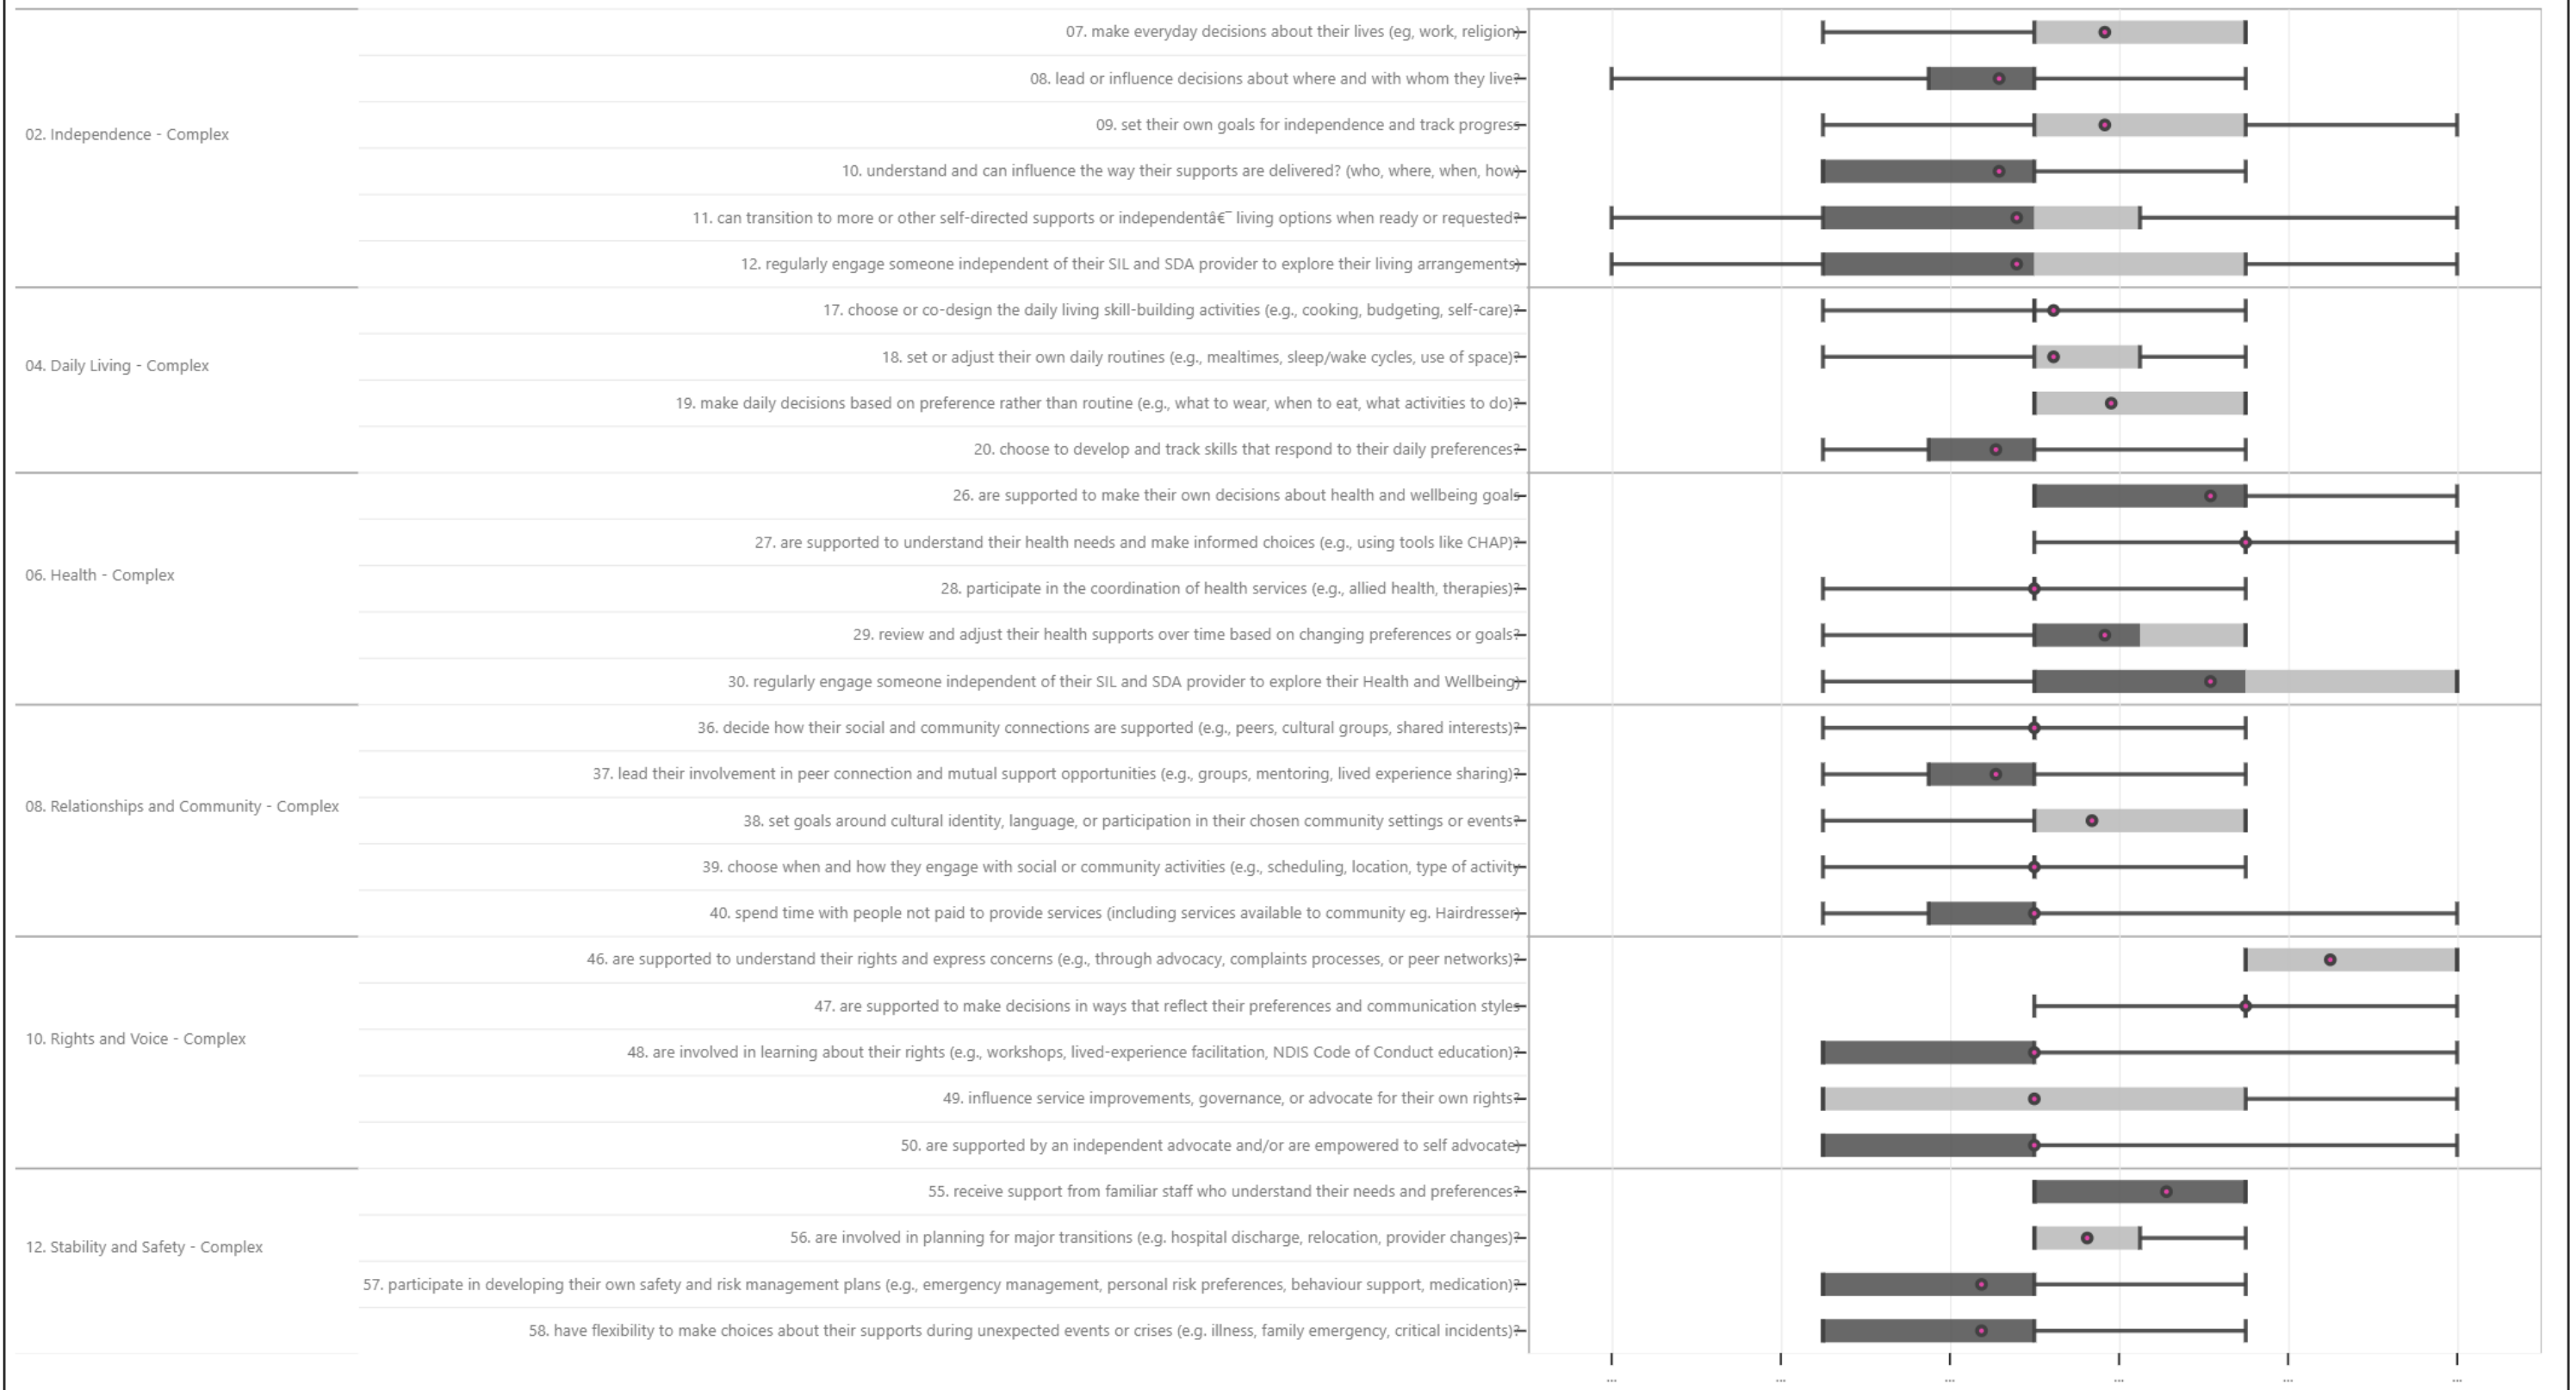 02. Independence - Complex
07. make everyday decisions about their lives (eg, work, religion)
08. lead or influence decisions about where and with whom they live?
09. set their own goals for independence and track progress
10. understand and can influence the way their supports are delivered? (who, where, when, how)
11. can transition to more or other self-directed supports or independentâ€¯ living options when ready or requested?
12. regularly engage someone independent of their SIL and SDA provider to explore their living arrangements)
04. Daily Living - Complex
17. choose or co-design the daily living skill-building activities (e.g., cooking, budgeting, self-care)?
18. set or adjust their own daily routines (e.g., mealtimes, sleep/wake cycles, use of space)?
19. make daily decisions based on preference rather than routine (e.g., what to wear, when to eat, what activities to do)?
20. choose to develop and track skills that respond to their daily preferences?
06. Health - Complex
26. are supported to make their own decisions about health and wellbeing goals
27. are supported to understand their health needs and make informed choices (e.g., using tools like CHAP)?
28. participate in the coordination of health services (e.g., allied health, therapies)?
29. review and adjust their health supports over time based on changing preferences or goals?
30. regularly engage someone independent of their SIL and SDA provider to explore their Health and Wellbeing)
08. Relationships and Community - Complex
36. decide how their social and community connections are supported (e.g., peers, cultural groups, shared interests)?
37. lead their involvement in peer connection and mutual support opportunities (e.g., groups, mentoring, lived experience sharing)?
38. set goals around cultural identity, language, or participation in their chosen community settings or events?
39. choose when and how they engage with social or community activities (e.g., scheduling, location, type of activity
40. spend time with people not paid to provide services (including services available to community eg. Hairdresser)
10. Rights and Voice - Complex
46. are supported to understand their rights and express concerns (e.g., through advocacy, complaints processes, or peer networks)?
47. are supported to make decisions in ways that reflect their preferences and communication styles
48. are involved in learning about their rights (e.g., workshops, lived-experience facilitation, NDIS Code of Conduct education)?
49. influence service improvements, governance, or advocate for their own rights?
50. are supported by an independent advocate and/or are empowered to self advocate)
12. Stability and Safety - Complex
55. receive support from familiar staff who understand their needs and preferences?
56. are involved in planning for major transitions (e.g. hospital discharge, relocation, provider changes)?
57. participate in developing their own safety and risk management plans (e.g., emergency management, personal risk preferences, behaviour support, medication)?
58. have flexibility to make choices about their supports during unexpected events or crises (e.g. illness, family emergency, critical incidents)?
... ... ... ... ... ...